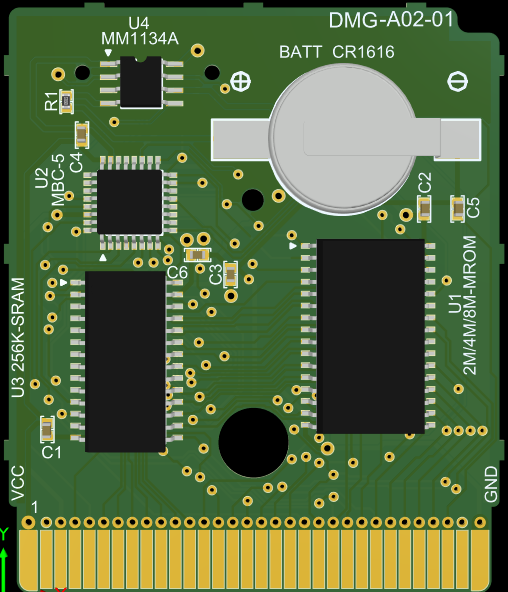 DMG-A02-01
U4
MM1134A
BATT CR1616
R1
C4
U2
MBC-5
C2
C5
C6
C3
U1
2M/4M/8M-MROM
U3 256K-SRAM
C1
VCC
GND
1
Y